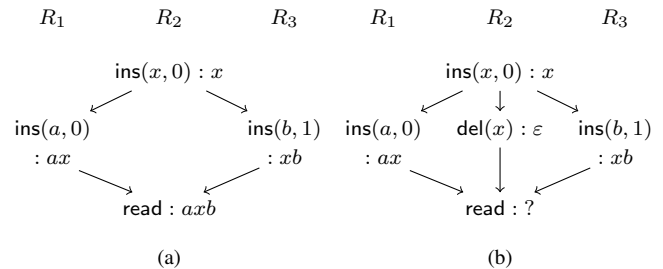 R₁ R₂ R₃ R₁ R₂ R₃
ins(x, 0) : x ins(x, 0) : x
ins(a, 0) ins(b, 1) ins(a, 0) del(x) : ε ins(b, 1)
: ax : xb : ax : xb
read : axb read : ?
(a) (b)